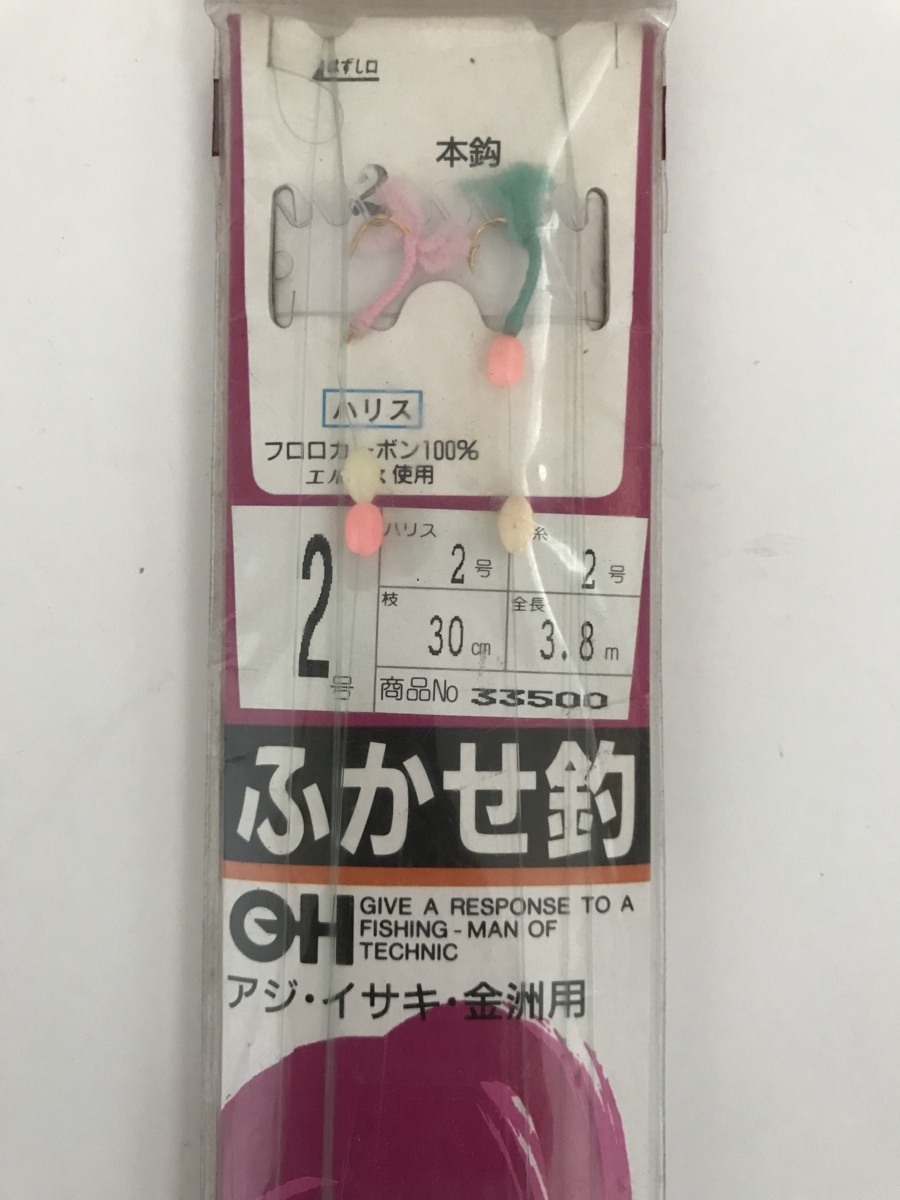 はずし口
本鈎
2
ハリス
フロロカーボン100%
使用
2号
ハリス
2号
糸
2号
枝
30cm
全長
3.8m
商品No 33500
ふかせ釣
GIVE A RESPONSE TO A
FISHING-MAN OF
TECHNIC
アジ・イサキ・金洲用